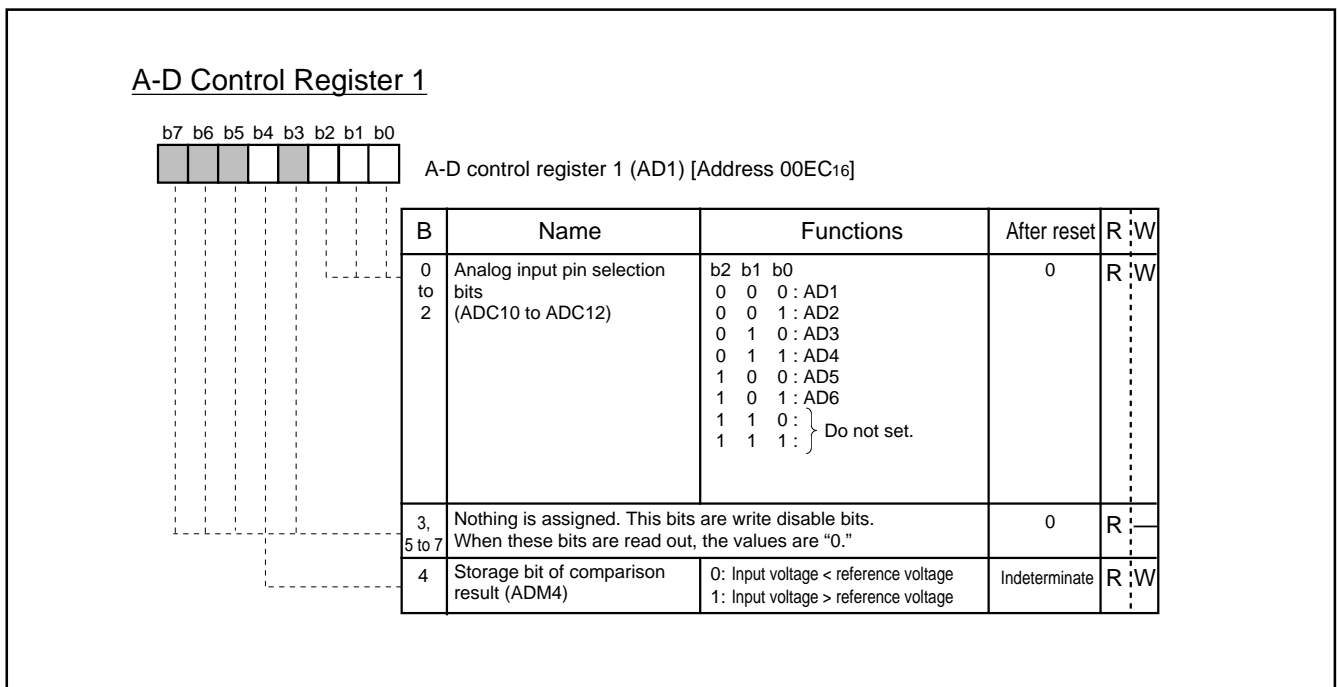 A-D Control Register 1
b7 b6 b5 b4 b3 b2 b1 b0
A-D control register 1 (AD1) [Address 00EC16]
B Name Functions After reset R W
0 to 2 Analog input pin selection bits (ADC10 to ADC12) b2 b1 b0 0 R W
0 0 0 : AD1
0 0 1 : AD2
0 1 0 : AD3
0 1 1 : AD4
1 0 0 : AD5
1 0 1 : AD6
1 1 0 :
1 1 1 : Do not set.
3, 5 to 7 Nothing is assigned. This bits are write disable bits. 0 R —
When these bits are read out, the values are “0.”
4 Storage bit of comparison result (ADM4) 0: Input voltage < reference voltage Indeterminate R W
1: Input voltage > reference voltage